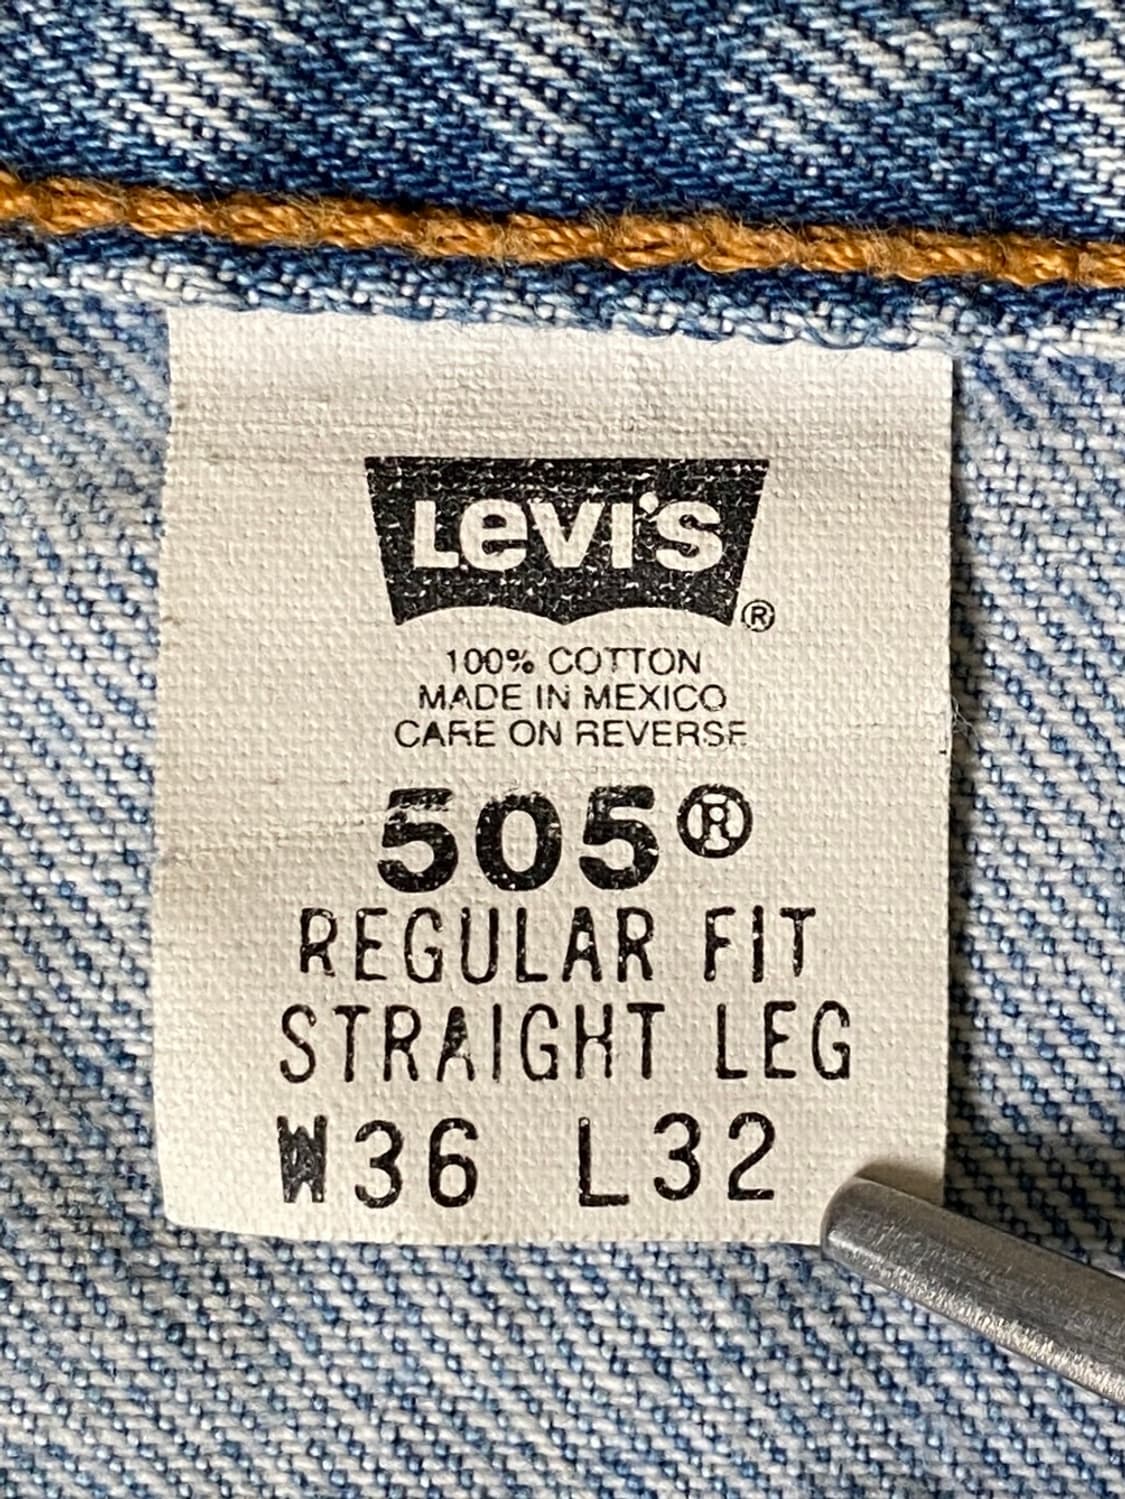 Levi's®
100% COTTON
MADE IN MEXICO
CARE ON REVERSE
505®
REGULAR FIT
STRAIGHT LEG
W36 L32